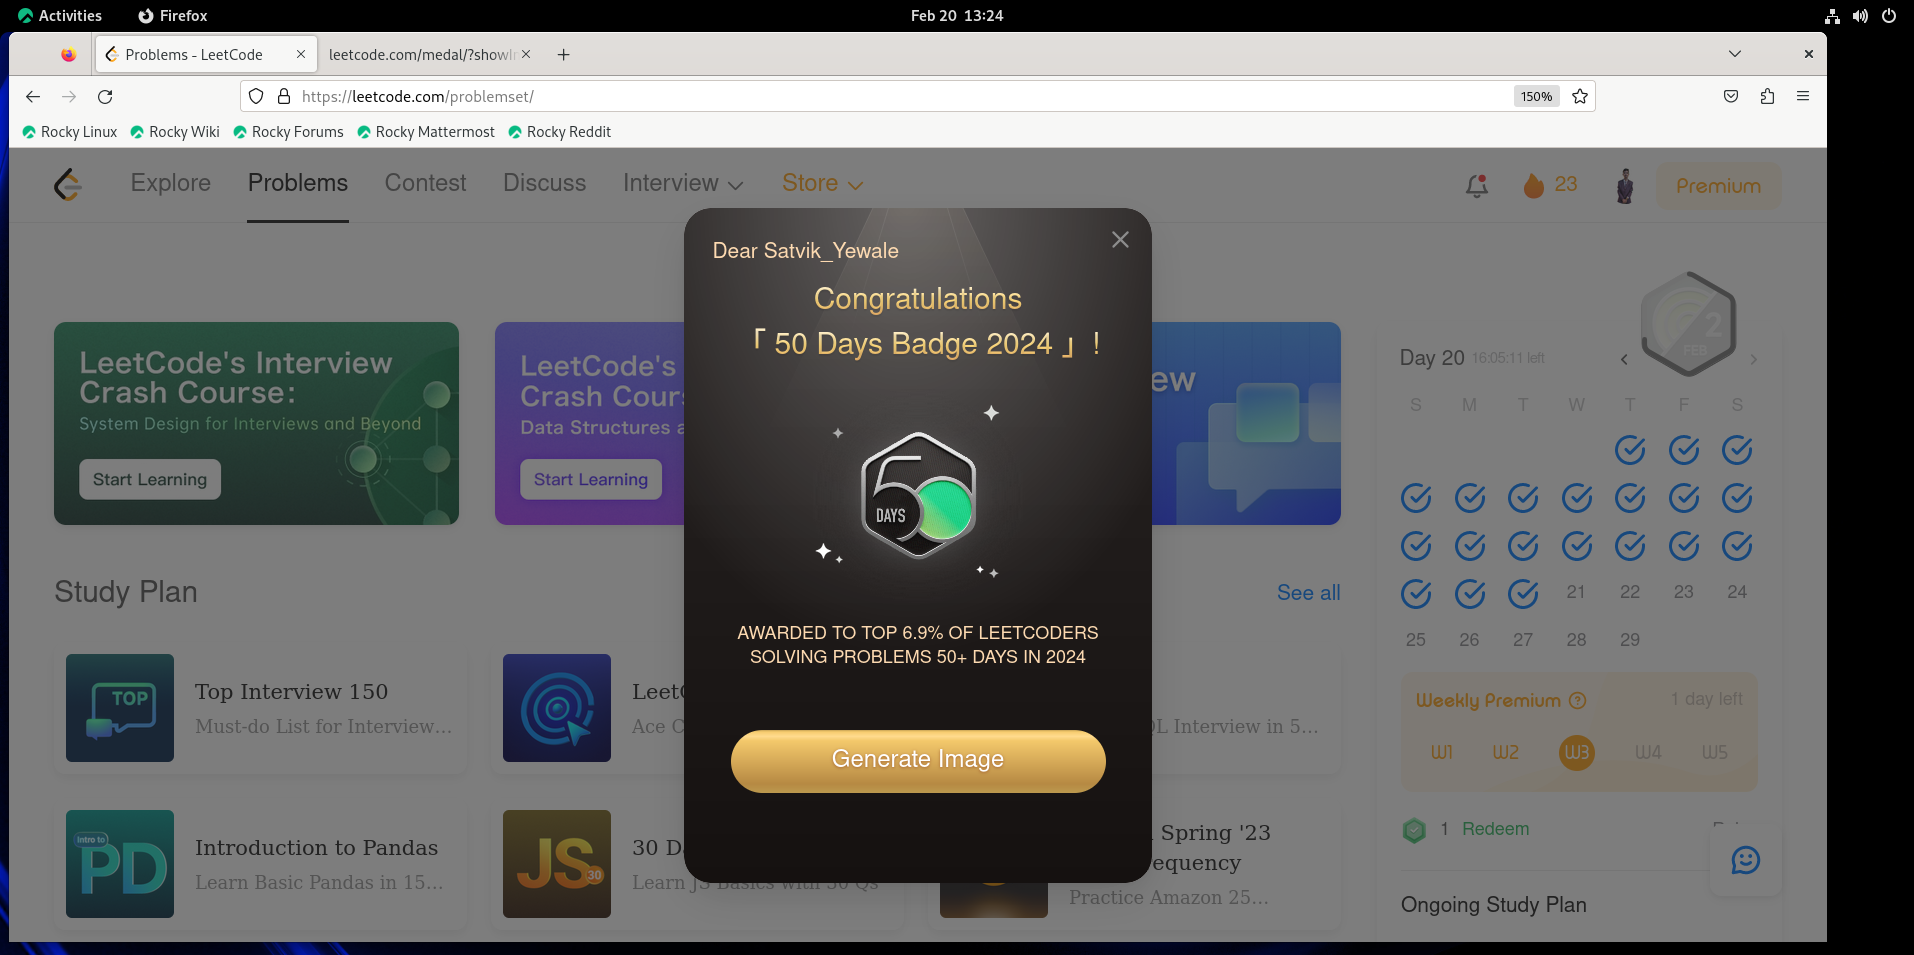 Activities
Firefox
Feb 20 13:24
Problems - LeetCode
leetcode.com/medal/?showI
https://leetcode.com/problemset/
150%
Rocky Linux
Rocky Wiki
Rocky Forums
Rocky Mattermost
Rocky Reddit
Explore
Problems
Contest
Discuss
Interview
Store
23
Premium
Dear Satvik_Yewale
Congratulations
「 50 Days Badge 2024 」 !
DAYS
AWARDED TO TOP 6.9% OF LEETCODERS
SOLVING PROBLEMS 50+ DAYS IN 2024
Generate Image
LeetCode's Interview
Crash Course:
System Design for Interviews and Beyond
Start Learning
LeetCode's
Crash Cours
Data Structures a
Start Learning
ew
Study Plan
See all
TOP
Top Interview 150
Must-do List for Interview...
LeetC
Ace C
QL Interview in 5...
Intro to
PD
Introduction to Pandas
Learn Basic Pandas in 15...
JS
30
30 D
Learn JS Basics with 30 Qs
Spring '23
equency
Practice Amazon 25...
Day 20 16:05:11 left
2
FEB
S M T W T F S
21 22 23 24
25 26 27 28 29
Weekly Premium
1 day left
W1 W2 W3 W4 W5
1 Redeem
Ongoing Study Plan